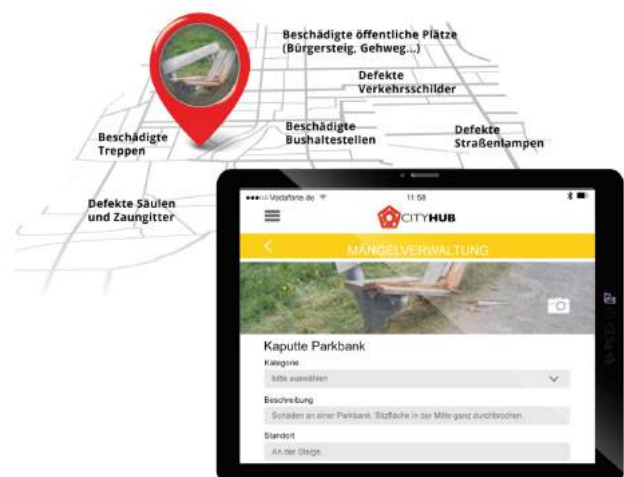 Beschädigte öffentliche Plätze
(Bürgersteig, Gehweg...)
Defekte
Verkehrsschilder
Beschädigte
Treppen
Beschädigte
Bushaltestellen
Defekte
Straßenlampen
Defekte Säulen
und Zaungitter
Vodafone.de
11:58
CITYHUB
MÄNGELVERWALTUNG
Kaputte Parkbank
Kategorie
bitte auswählen
Beschreibung
Schäden an einer Parkbank. Sitzfläche in der Mitte ganz durchbrochen.
Standort
An der Steige.